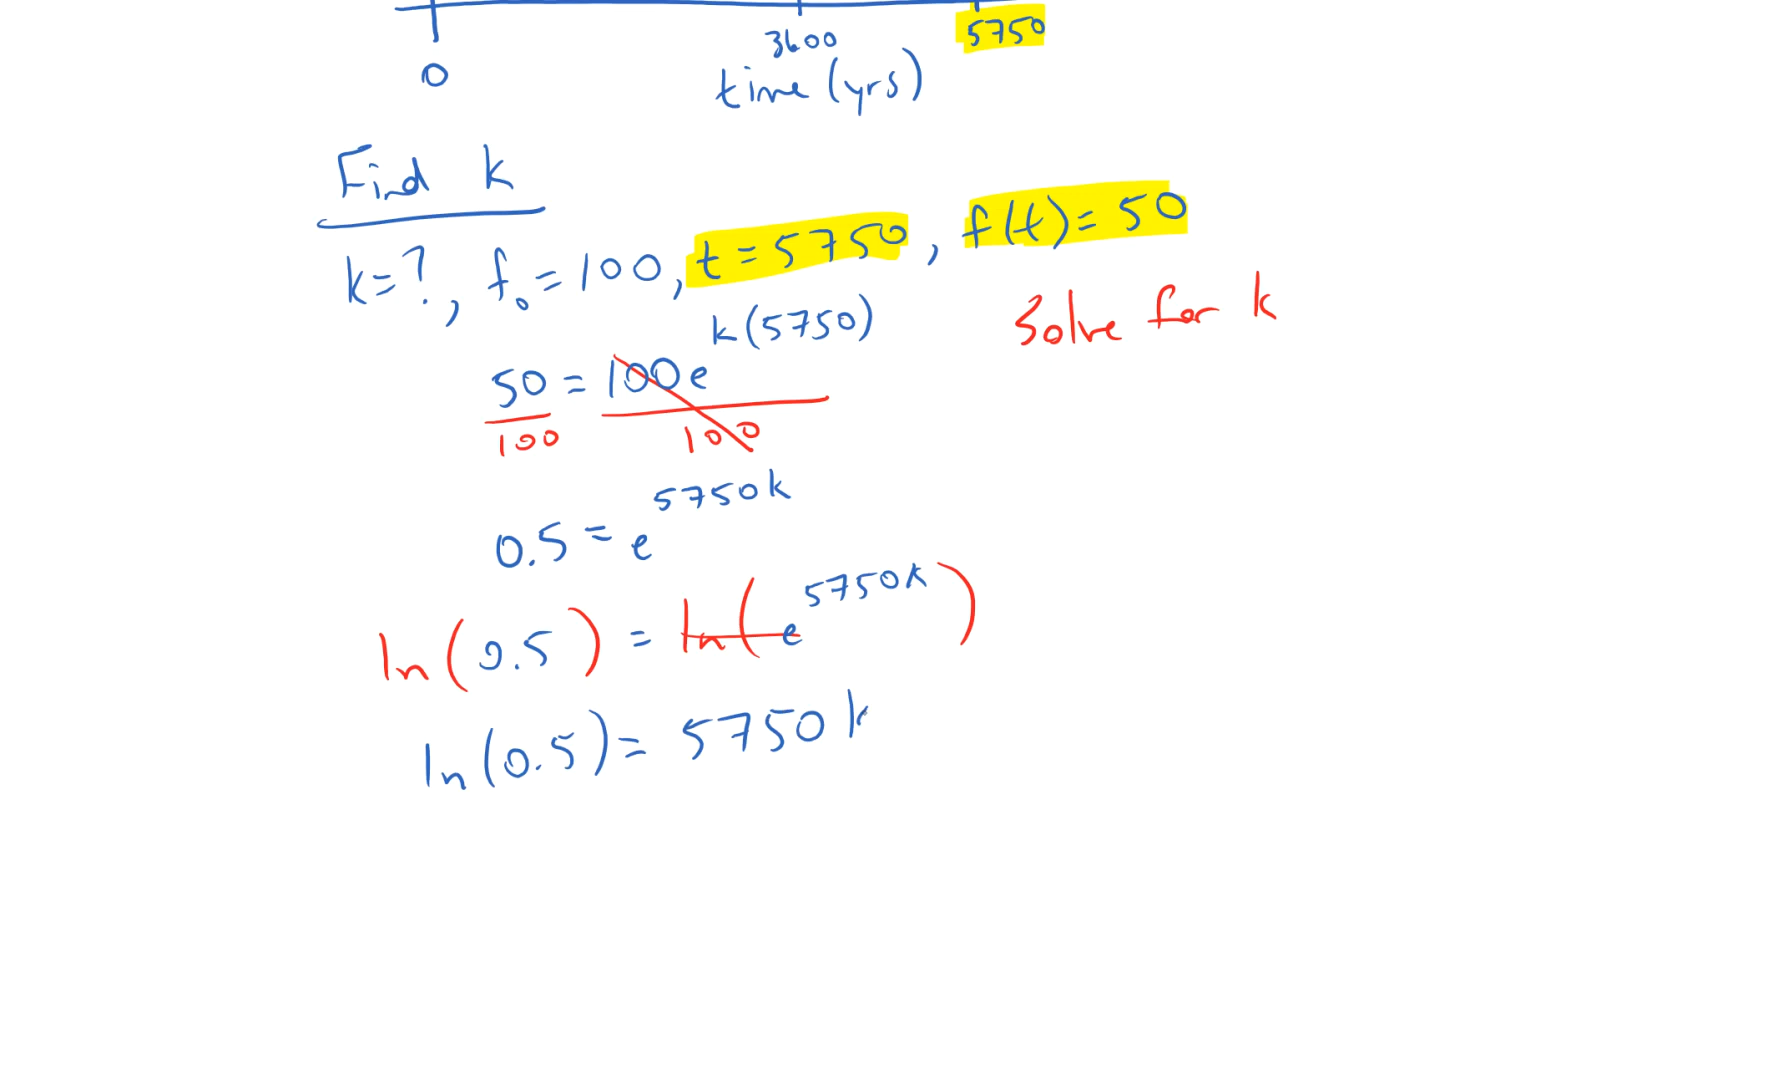 0 3600 5750
time (yrs)
Find k
k=?, f₀=100, t=5750, f(t)=50
Solve for k
50 = 100e^k(5750)
100 100
0.5 = e^5750k
ln(0.5) = ln(e^5750k)
ln(0.5) = 5750k